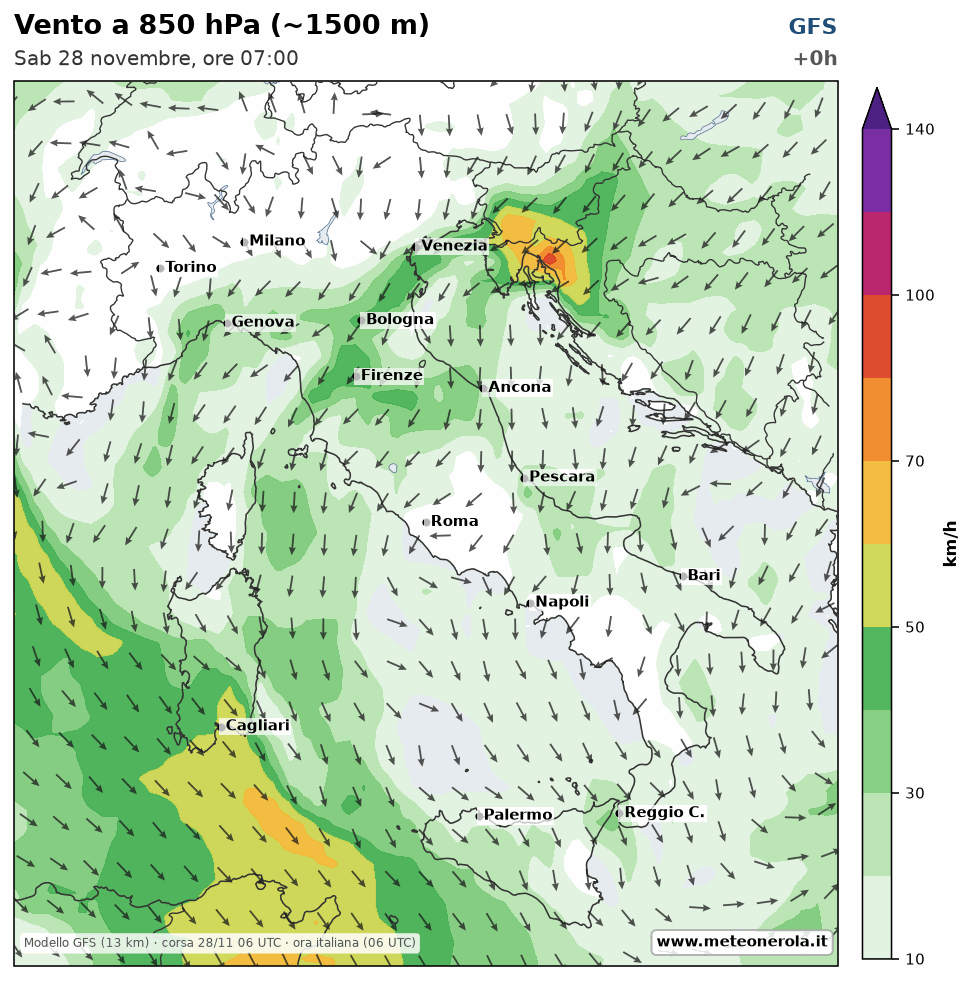 Vento a 850 hPa (~1500 m)
GFS
Sab 28 novembre, ore 07:00
+0h
140
100
70
50
30
10
km/h
Milano
Venezia
Torino
Genova
Bologna
Firenze
Ancona
Pescara
Roma
Bari
Napoli
Cagliari
Palermo
Reggio C.
Modello GFS (13 km) · corsa 28/11 06 UTC · ora italiana (06 UTC)
www.meteonerola.it